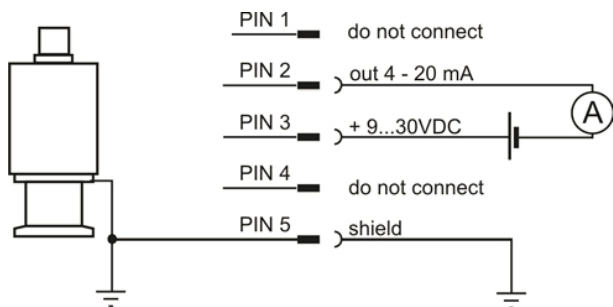 PIN 1 do not connect
PIN 2 out 4 - 20 mA
A
PIN 3 + 9...30VDC
PIN 4 do not connect
PIN 5 shield